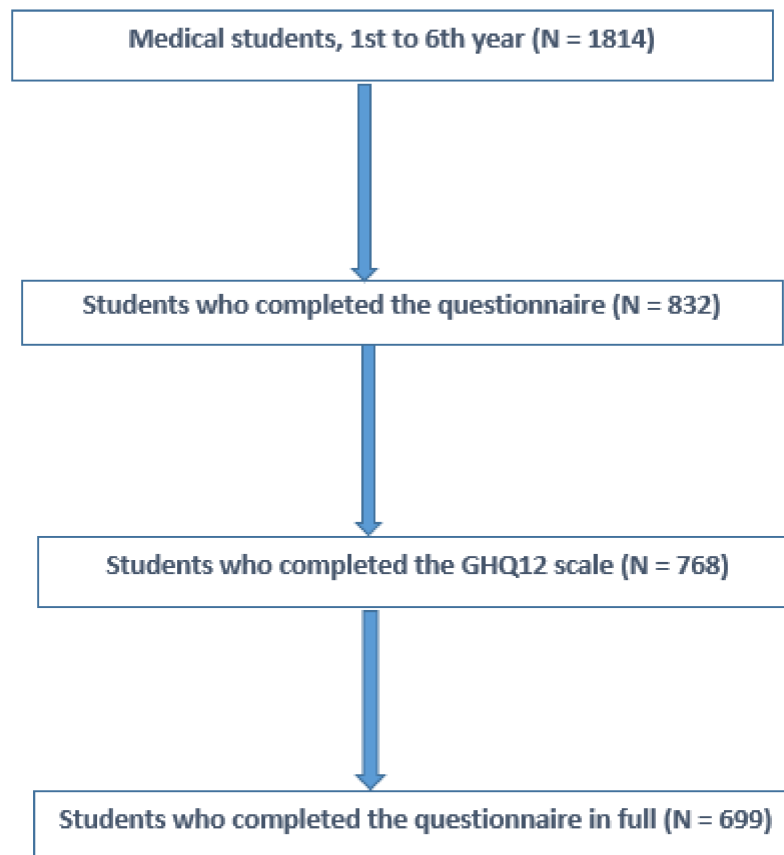 Medical students, 1st to 6th year (N = 1814)
Students who completed the questionnaire (N = 832)
Students who completed the GHQ12 scale (N = 768)
Students who completed the questionnaire in full (N = 699)